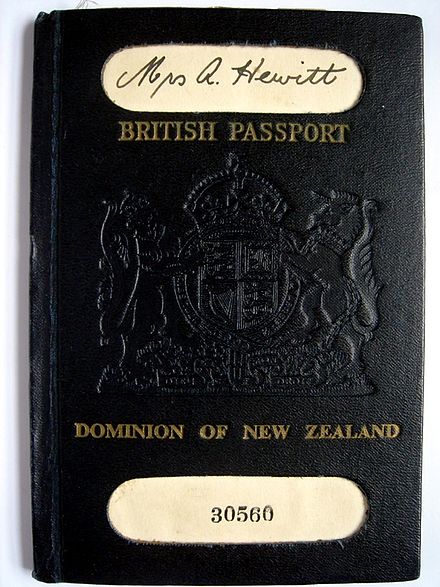 Mrs A. Hewitt
BRITISH PASSPORT
DOMINION OF NEW ZEALAND
30560